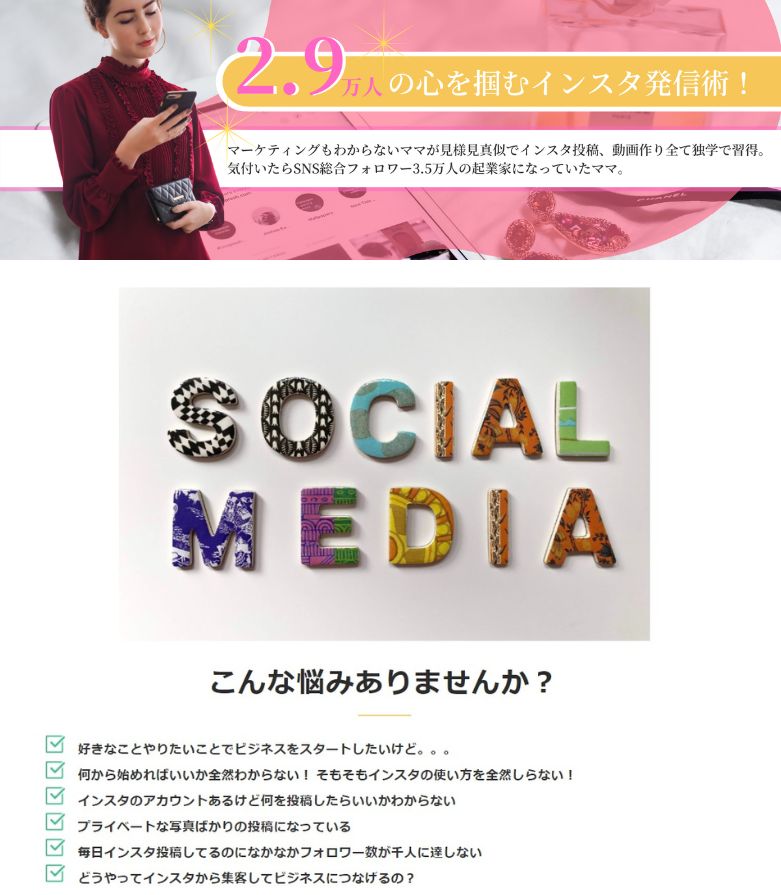 2.9万人の心を掴むインスタ発信術！
マーケティングもわからないママが見様見真似でインスタ投稿、動画作り全て独学で習得。
気付いたらSNS総合フォロワー3.5万人の起業家になっていたママ。
CHANEL
SOCIAL
MEDIA
こんな悩みありませんか？
好きなことやりたいことでビジネスをスタートしたいけど。。。
何から始めればいいか全然わからない！ そもそもインスタの使い方を全然しらない！
インスタのアカウントあるけど何を投稿したらいいかわからない
プライベートな写真ばかりの投稿になっている
毎日インスタ投稿してるのになかなかフォロワー数が千人に達しない
どうやってインスタから集客してビジネスにつなげるの？